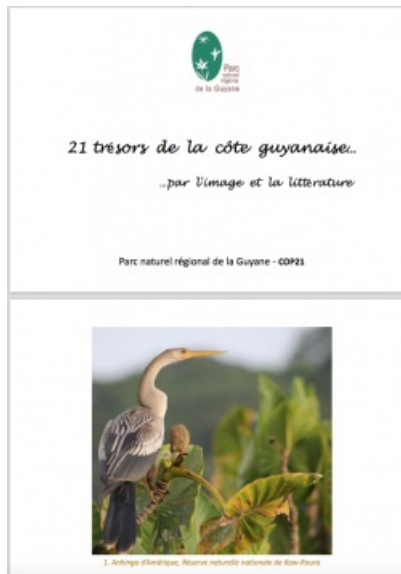 Parc
naturel
régional
de la Guyane
21 trésors de la côte guyanaise...
...par l'image et la littérature
Parc naturel régional de la Guyane - COP21
1. Anhinga d'Amérique, Réserve naturelle nationale de Kaw-Roura